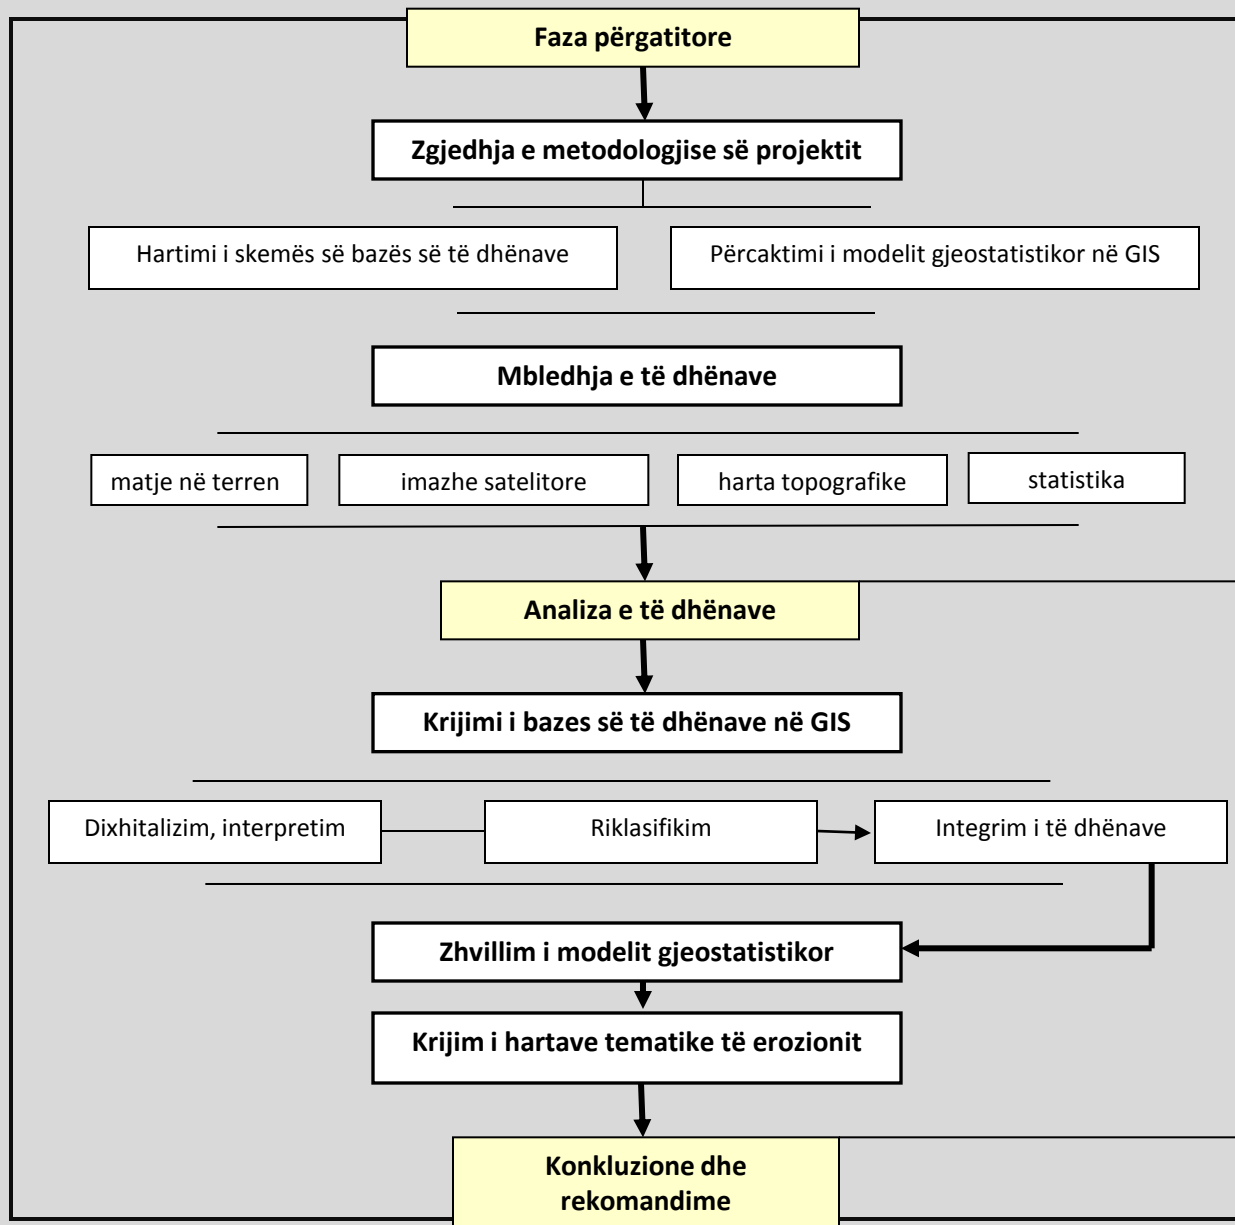 Faza përgatitore
Zgjedhja e metodologjise së projektit
Hartimi i skemës së bazës së të dhënave
Përcaktimi i modelit gjeostatistikor në GIS
Mbledhja e të dhënave
matje në terren
imazhe satelitore
harta topografike
statistika
Analiza e të dhënave
Krijimi i bazes së të dhënave në GIS
Dixhitalizim, interpretim
Riklasifikim
Integrim i të dhënave
Zhvillim i modelit gjeostatistikor
Krijim i hartave tematike të erozionit
Konkluzione dhe
rekomandime